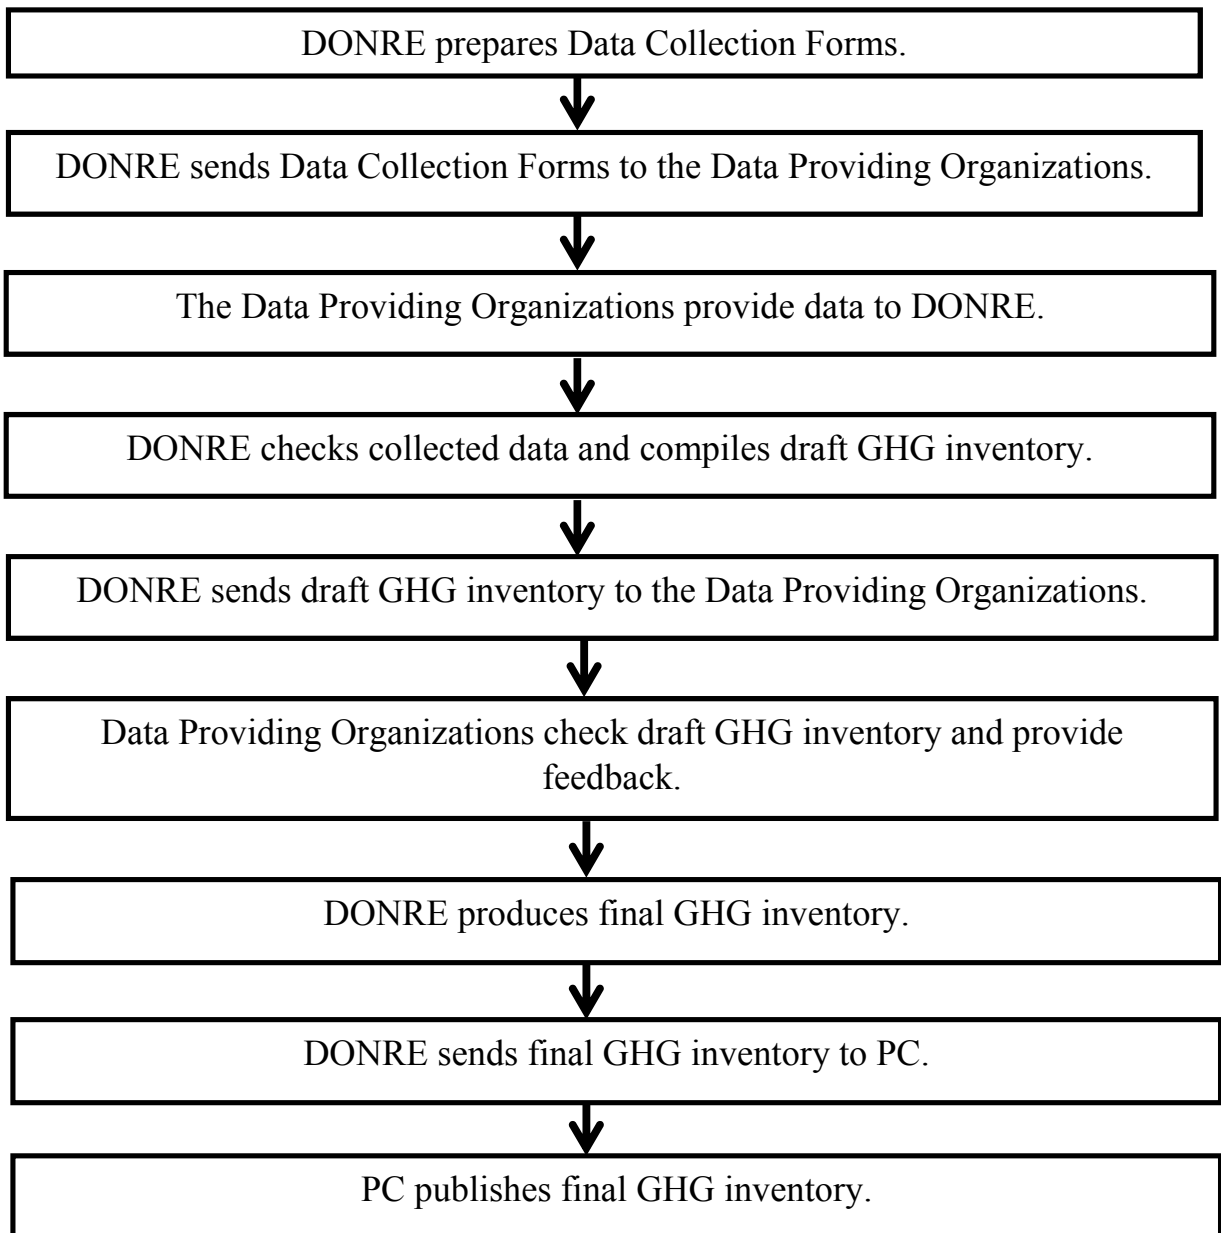 DONRE prepares Data Collection Forms.
DONRE sends Data Collection Forms to the Data Providing Organizations.
The Data Providing Organizations provide data to DONRE.
DONRE checks collected data and compiles draft GHG inventory.
DONRE sends draft GHG inventory to the Data Providing Organizations.
Data Providing Organizations check draft GHG inventory and provide
feedback.
DONRE produces final GHG inventory.
DONRE sends final GHG inventory to PC.
PC publishes final GHG inventory.